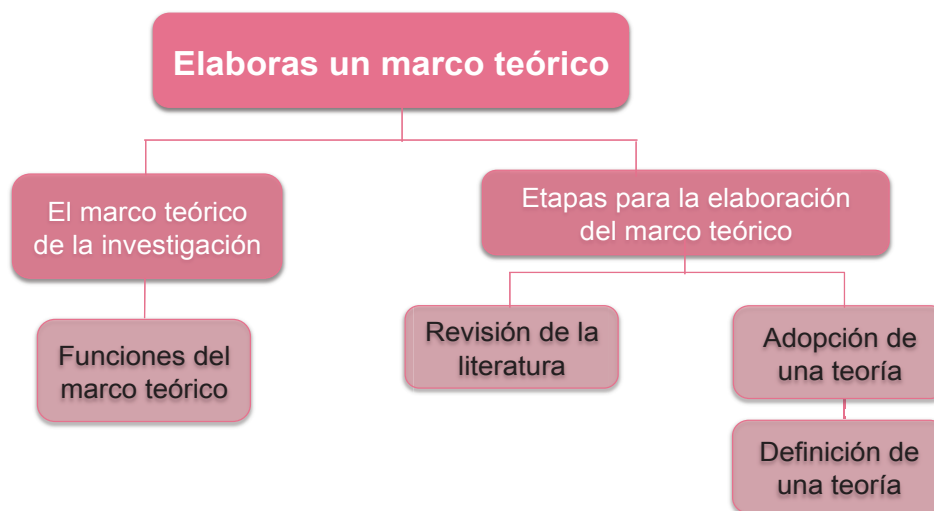 Elaboras un marco teórico
El marco teórico
de la investigación
Etapas para la elaboración
del marco teórico
Funciones del
marco teórico
Revisión de la
literatura
Adopción de
una teoría
Definición de
una teoría